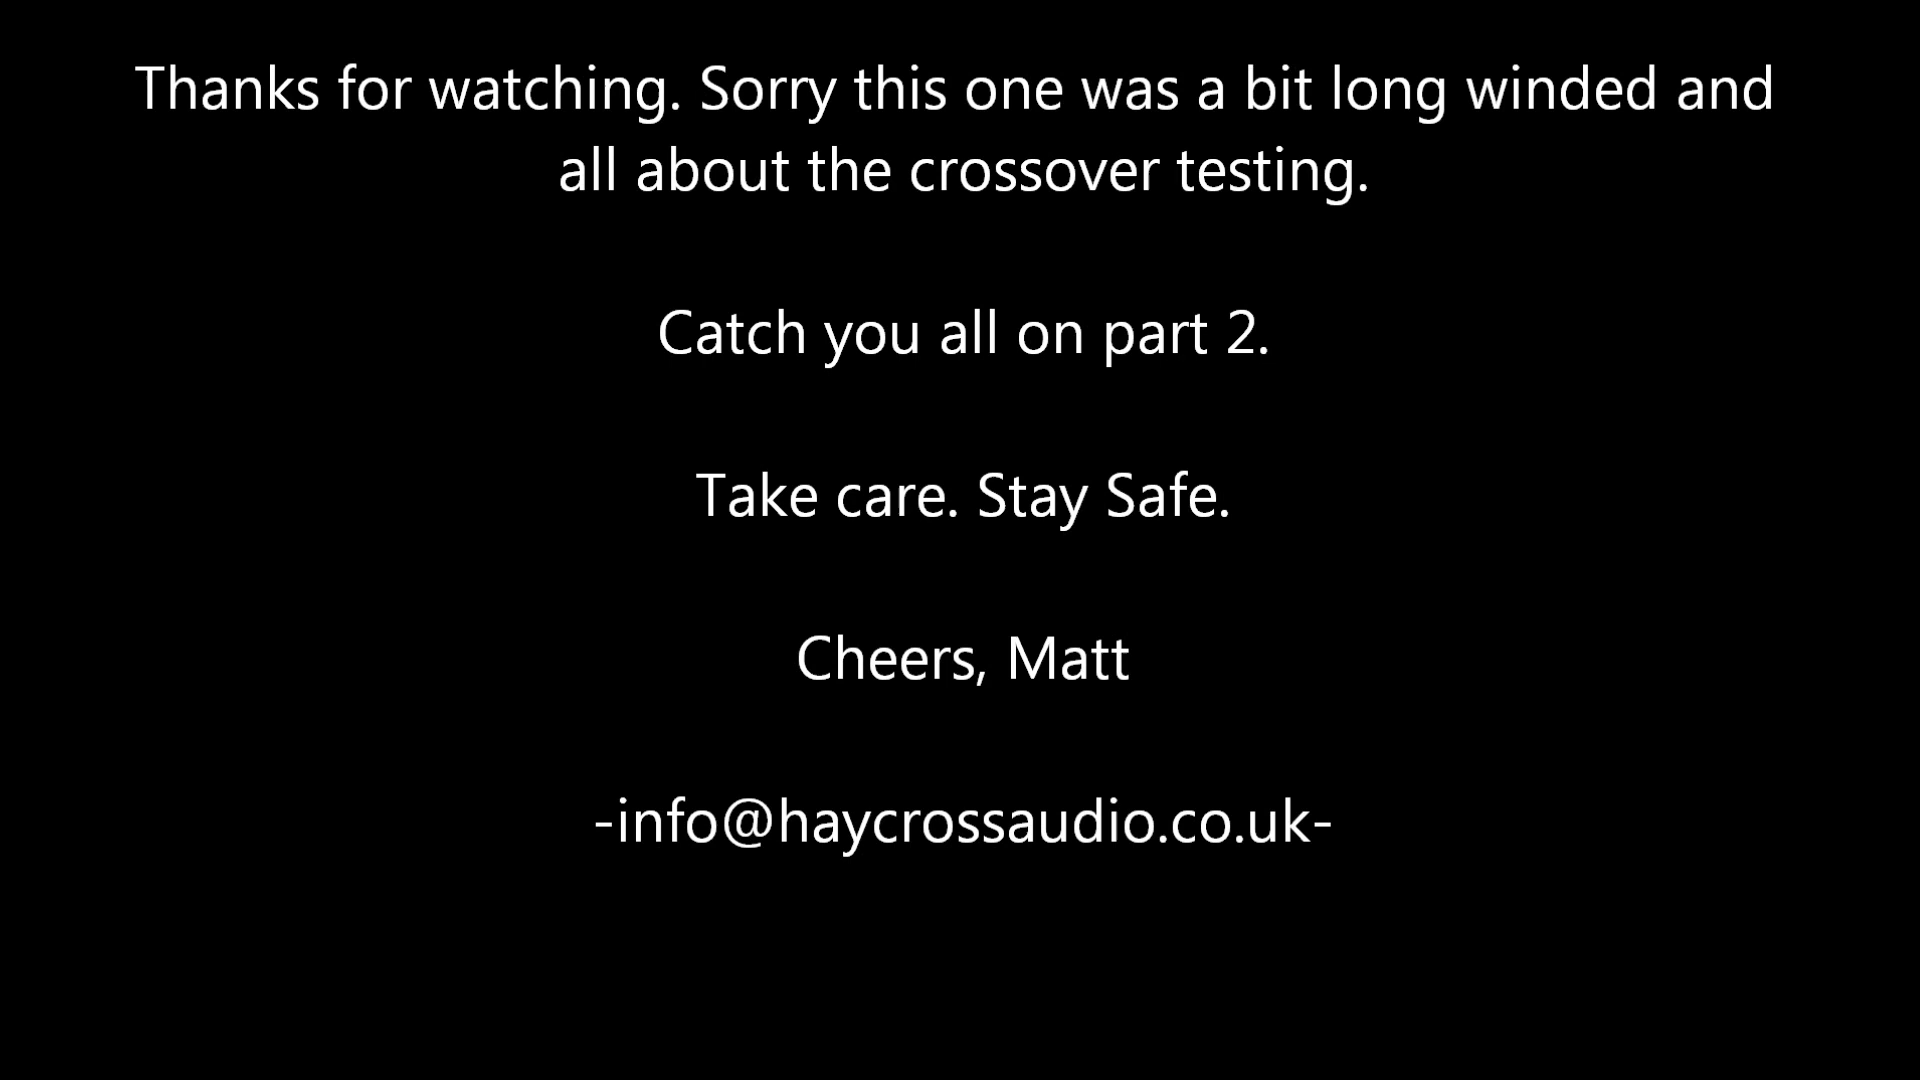 Thanks for watching. Sorry this one was a bit long winded and
all about the crossover testing.
Catch you all on part 2.
Take care. Stay Safe.
Cheers, Matt
-info@haycrossaudio.co.uk-